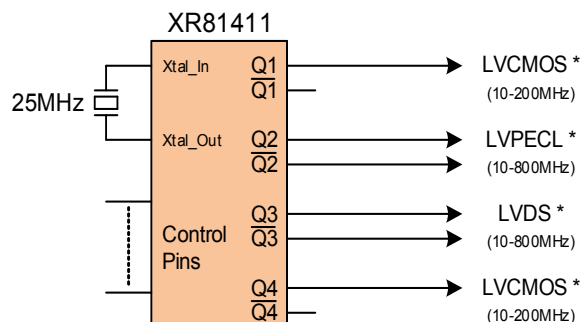 XR81411
Xtal_In
Q1
LVCMOS *
Q1
(10-200MHz)
25MHz
Xtal_Out
Q2
LVPECL *
Q2
(10-800MHz)
Q3
LVDS *
Control
Q3
(10-800MHz)
Pins
Q4
LVCMOS *
Q4
(10-200MHz)